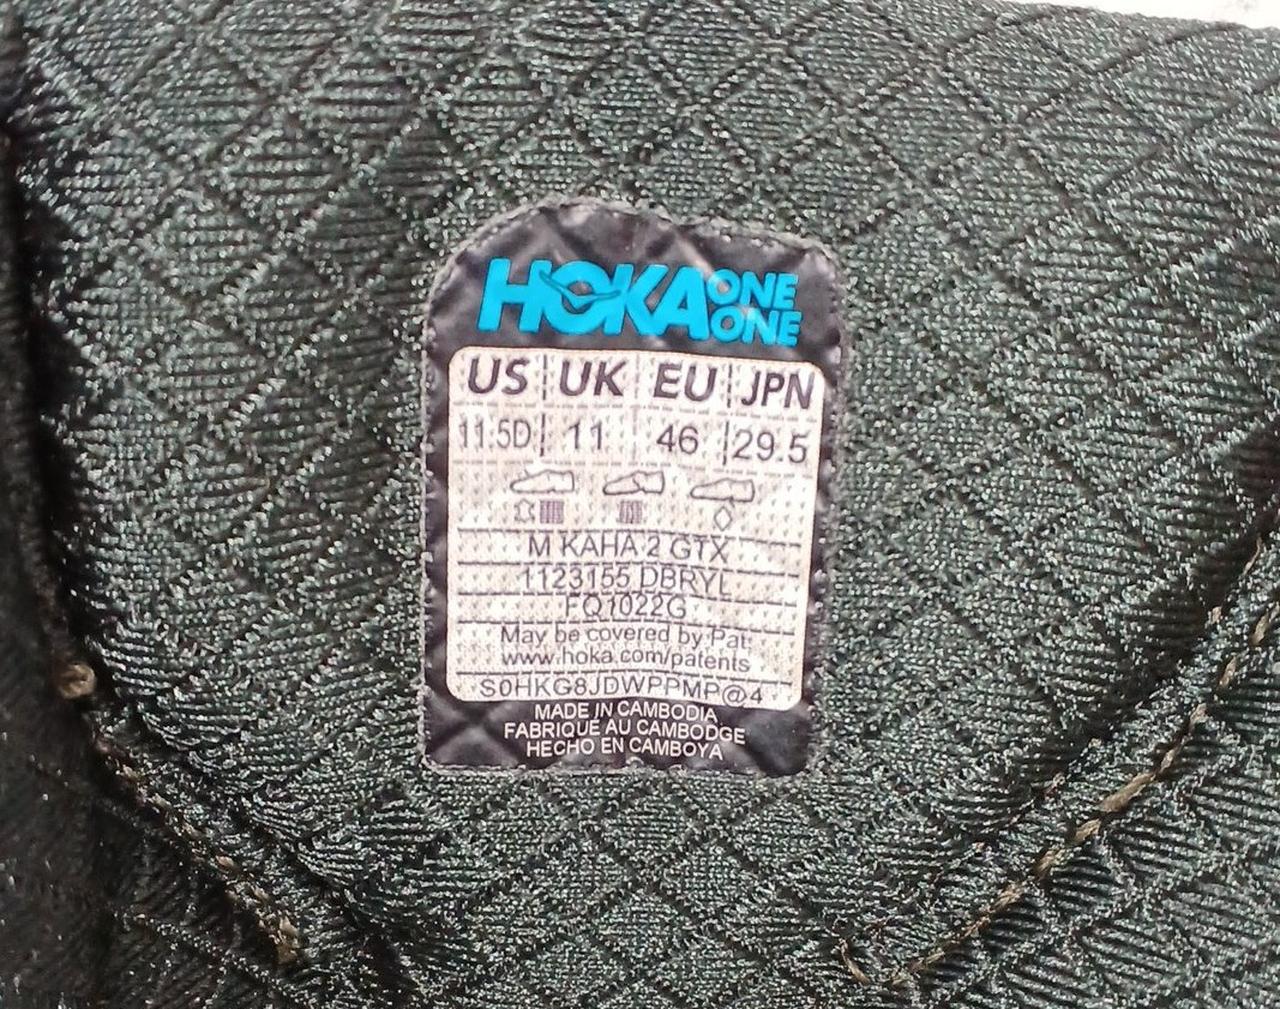 HOKA ONE ONE
US UK EU JPN
11.5D 11 46 29.5
M KAHA 2 GTX
1123155 DBRYL
FQ1022G
May be covered by Pat:
www.hoka.com/patents
S0HKG8JDWPPMP@4
MADE IN CAMBODIA
FABRIQUE AU CAMBODGE
HECHO EN CAMBOYA